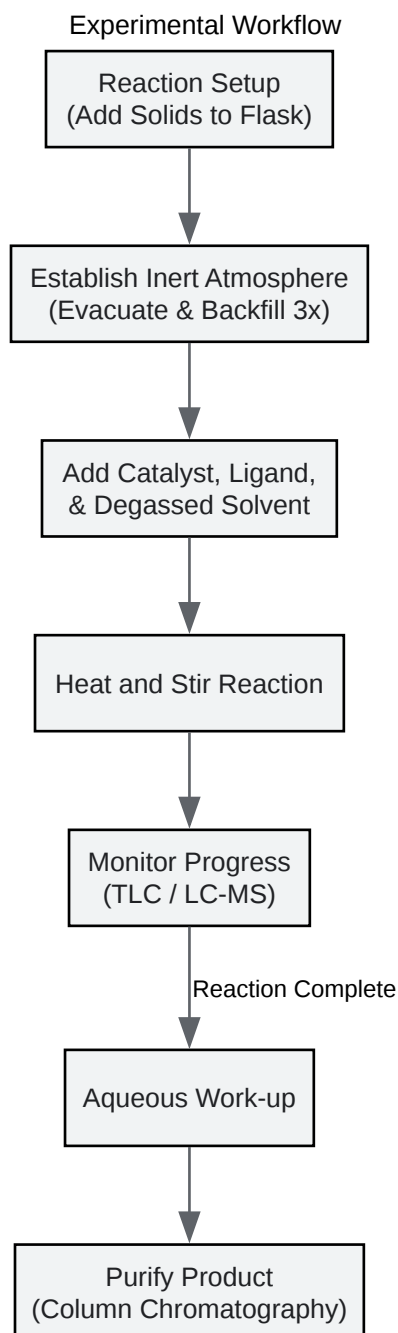 Experimental Workflow
Reaction Setup
(Add Solids to Flask)
Establish Inert Atmosphere
(Evacuate & Backfill 3x)
Add Catalyst, Ligand,
& Degassed Solvent
Heat and Stir Reaction
Monitor Progress
(TLC / LC-MS)
Reaction Complete
Aqueous Work-up
Purify Product
(Column Chromatography)